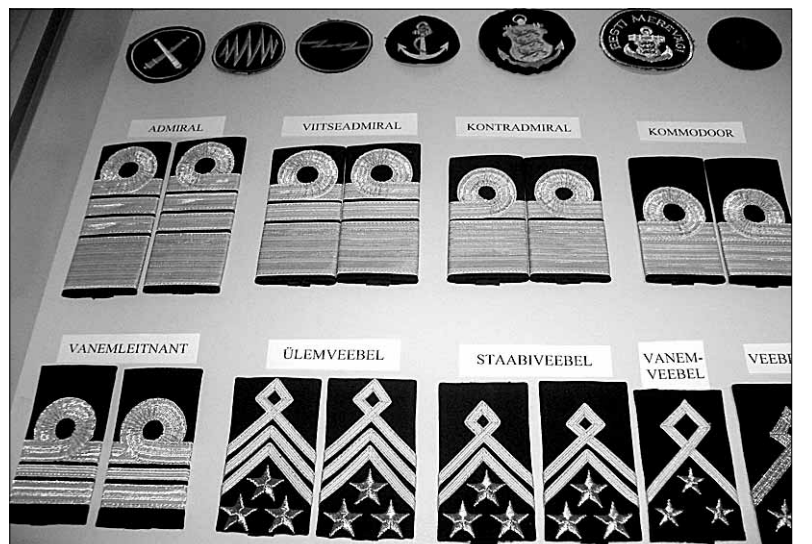 EESTI MEREVÄGI
ADMIRAL
VIITSEADMIRAL
KONTRADMIRAL
KOMMODOOR
VANEMLEITNANT
ÜLEMVEEBEL
STAABIVEEBEL
VANEM-
VEEBEL